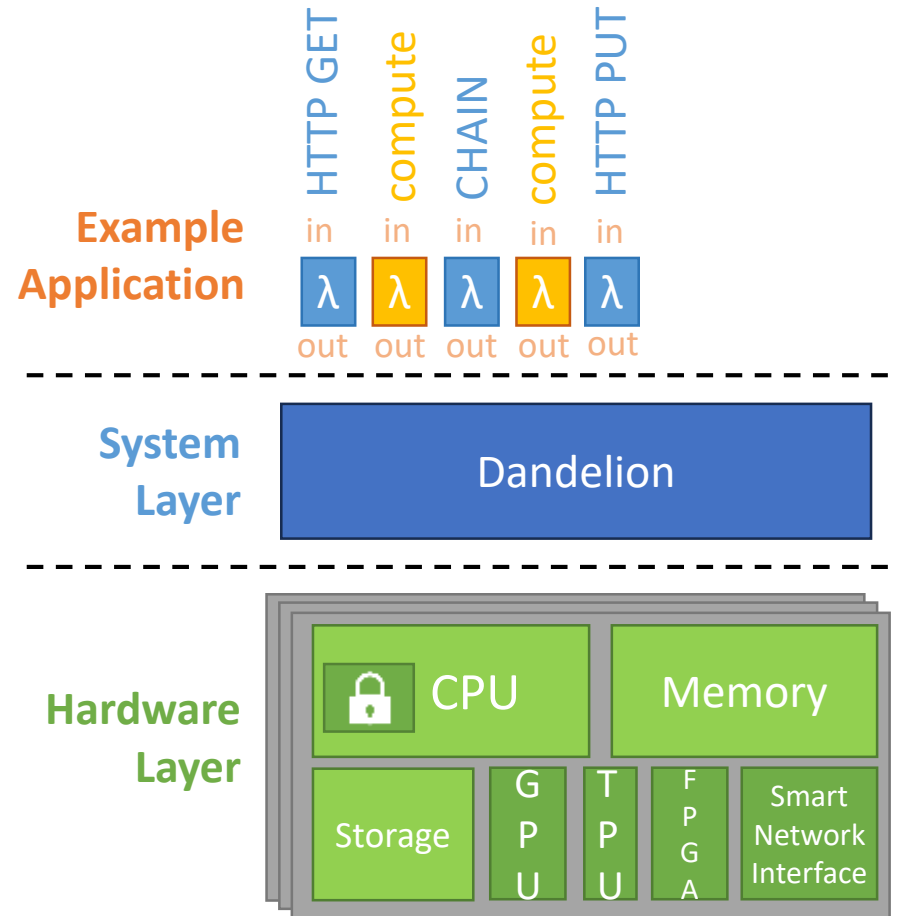 HTTP GET
compute
CHAIN
compute
HTTP PUT
Example
Application
in in in in in
λ λ λ λ λ
out out out out out
System
Layer
Dandelion
Hardware
Layer
CPU
Memory
Storage
GPU
TPU
FPGA
Smart
Network
Interface